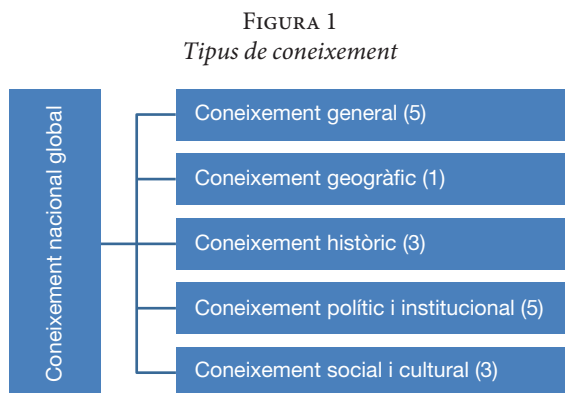 Figura 1
Tipus de coneixement
Coneixement nacional global
Coneixement general (5)
Coneixement geogràfic (1)
Coneixement històric (3)
Coneixement polític i institucional (5)
Coneixement social i cultural (3)